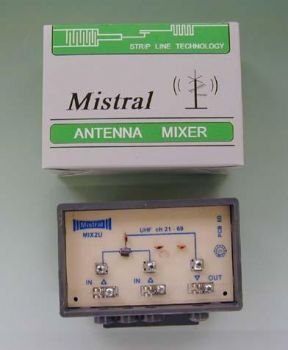 STRIP LINE TECHNOLOGY
Mistral
ANTENNA MIXER
Mistral
MIX2U
UHF ch 21 - 69
IN IN OUT